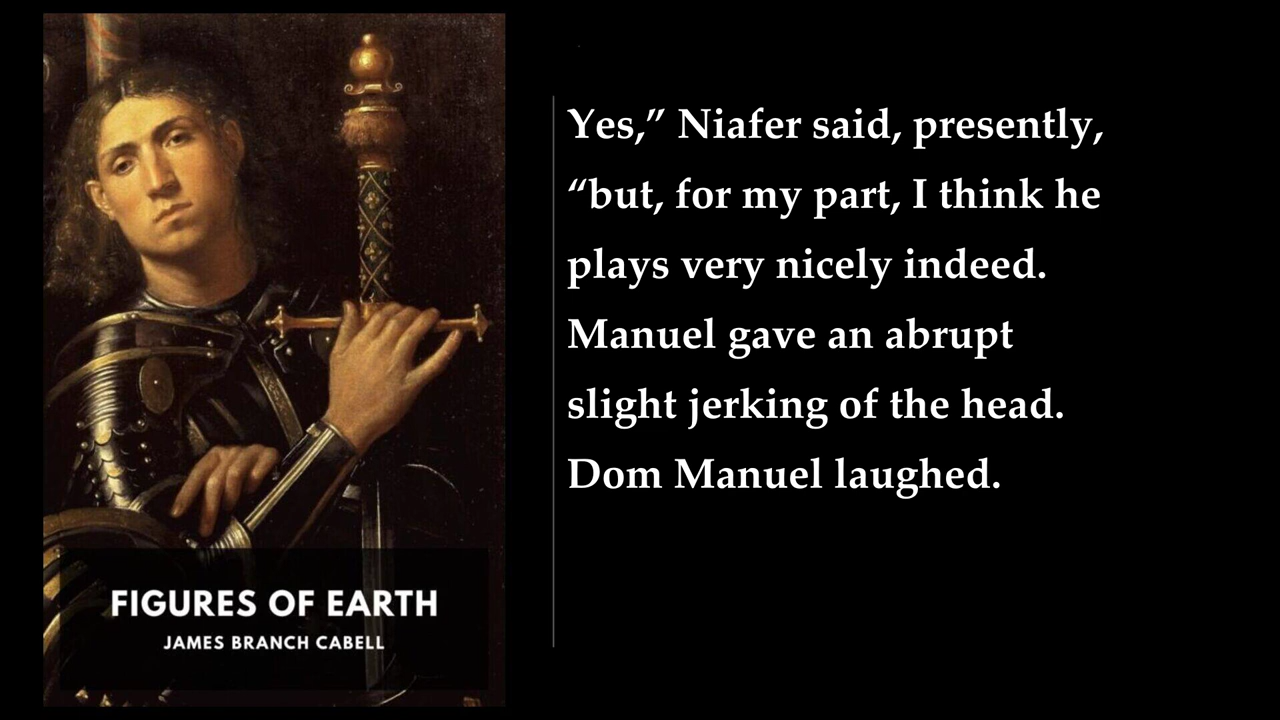 FIGURES OF EARTH
JAMES BRANCH CABELL
Yes,” Niafer said, presently,
“but, for my part, I think he
plays very nicely indeed.
Manuel gave an abrupt
slight jerking of the head.
Dom Manuel laughed.